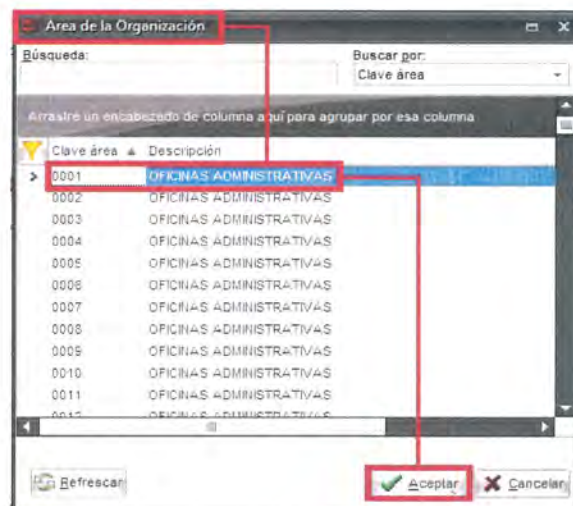 Area de la Organización
Búsqueda:
Buscar por:
Clave área
Arrastre un encabezado de columna aquí para agrupar por esa columna
Clave área Descripción
0001 OFICINAS ADMINISTRATIVAS
0002 OFICINAS ADMINISTRATIVAS
0003 OFICINAS ADMINISTRATIVAS
0004 OFICINAS ADMINISTRATIVAS
0005 OFICINAS ADMINISTRATIVAS
0006 OFICINAS ADMINISTRATIVAS
0007 OFICINAS ADMINISTRATIVAS
0008 OFICINAS ADMINISTRATIVAS
0009 OFICINAS ADMINISTRATIVAS
0010 OFICINAS ADMINISTRATIVAS
0011 OFICINAS ADMINISTRATIVAS
0012 OFICINAS ADMINISTRATIVAS
Refrescar Aceptar Cancelar